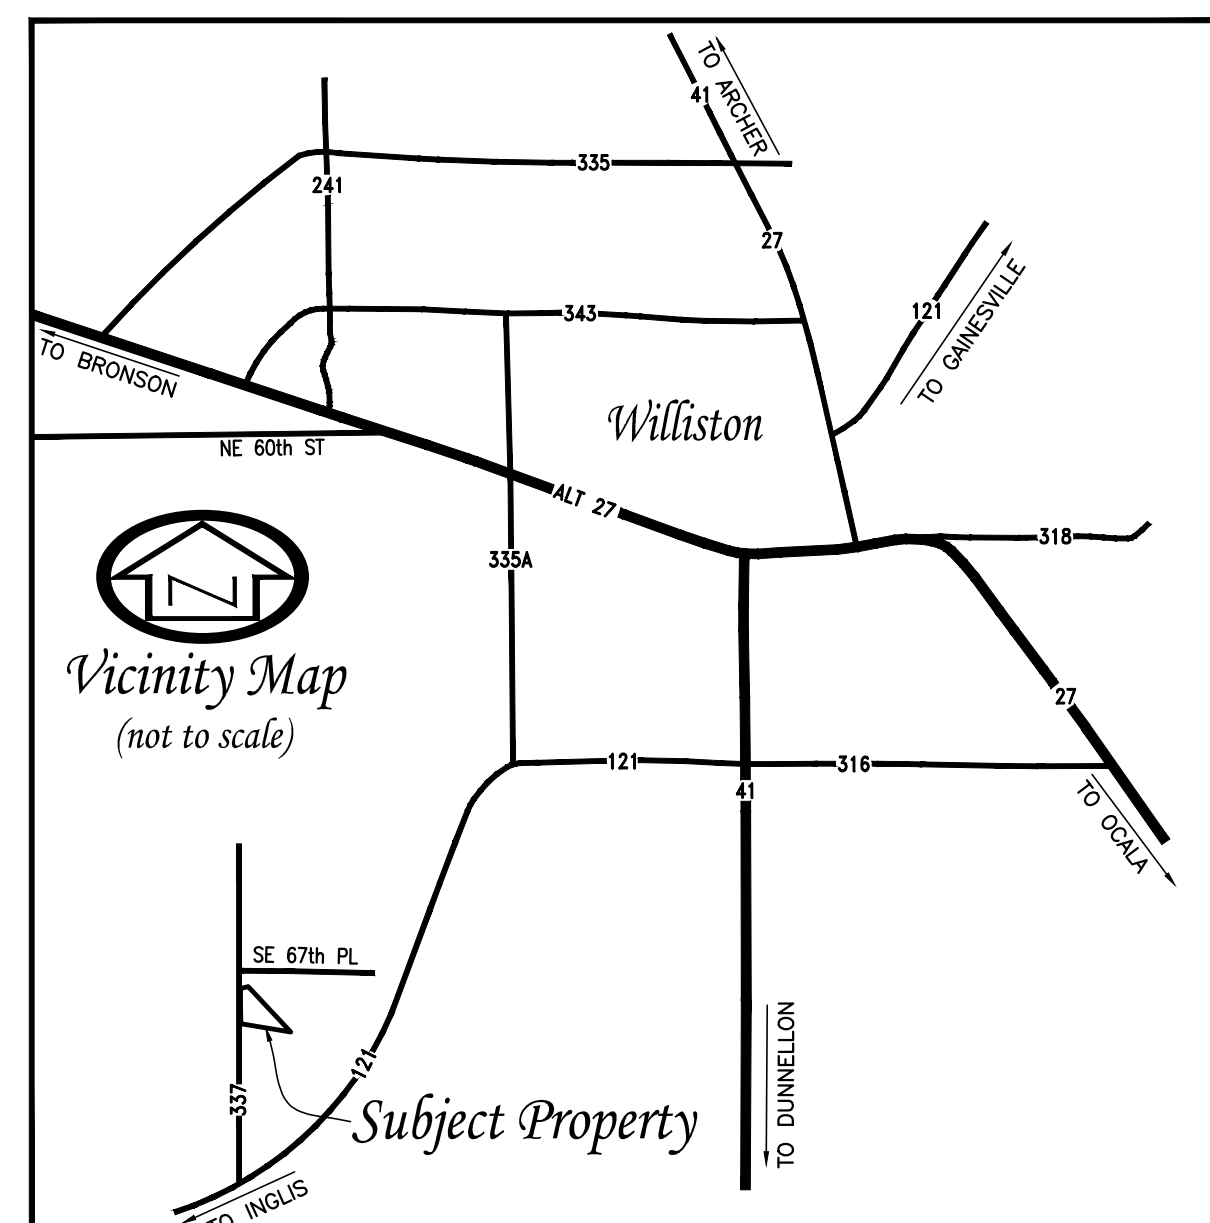 TO ARCHER
41
335
241
27
121
TO GAINESVILLE
343
TO BRONSON
Williston
NE 60th ST
ALT 27
318
335A
N
Vicinity Map
(not to scale)
27
121
316
41
TO OCALA
SE 67th PL
TO DUNNELLON
121
337
Subject Property
TO INGLIS